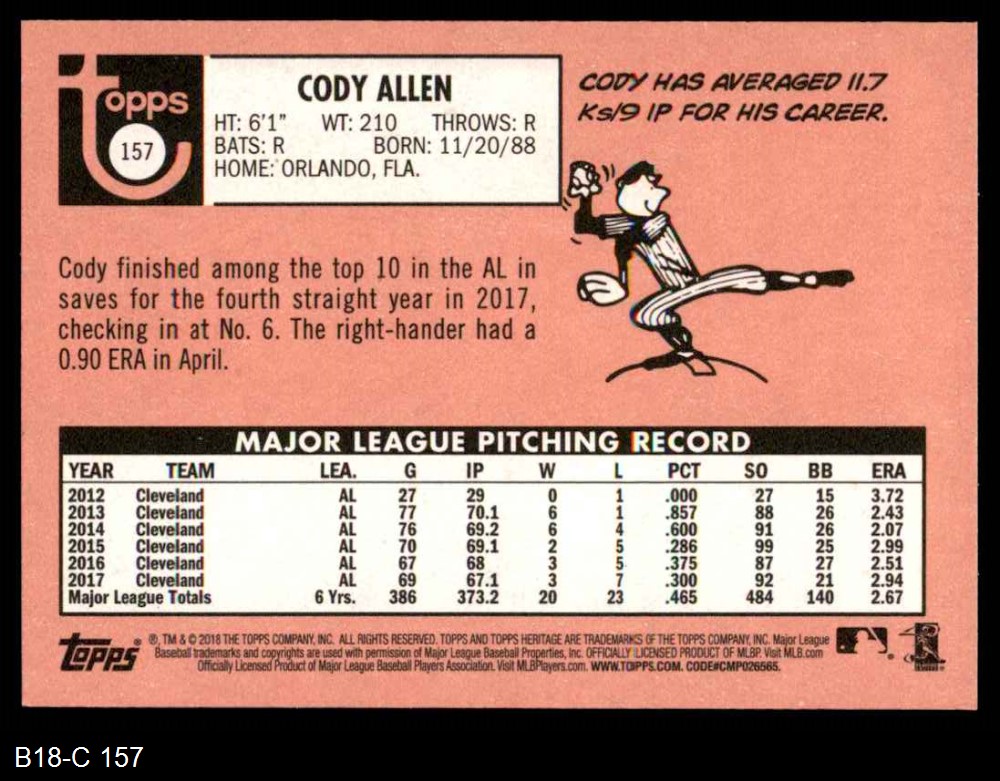 topps
157
CODY ALLEN
HT: 6'1" WT: 210 THROWS: R
BATS: R BORN: 11/20/88
HOME: ORLANDO, FLA.
CODY HAS AVERAGED 11.7
Ks/9 IP FOR HIS CAREER.
Cody finished among the top 10 in the AL in
saves for the fourth straight year in 2017,
checking in at No. 6. The right-hander had a
0.90 ERA in April.
MAJOR LEAGUE PITCHING RECORD
YEAR TEAM LEA. G IP W L PCT SO BB ERA
2012 Cleveland AL 27 29 0 1 .000 27 15 3.72
2013 Cleveland AL 77 70.1 6 1 .857 88 26 2.43
2014 Cleveland AL 76 69.2 6 4 .600 91 26 2.07
2015 Cleveland AL 70 69.1 2 5 .286 99 25 2.99
2016 Cleveland AL 67 68 3 5 .375 87 27 2.51
2017 Cleveland AL 69 67.1 3 7 .300 92 21 2.94
Major League Totals 6 Yrs. 386 373.2 20 23 .465 484 140 2.67
Topps ®, TM & © 2018 THE TOPPS COMPANY, INC. ALL RIGHTS RESERVED. TOPPS AND TOPPS HERITAGE ARE TRADEMARKS OF THE TOPPS COMPANY, INC. Major League
Baseball trademarks and copyrights are used with permission of Major League Baseball Properties, Inc. OFFICIALLY LICENSED PRODUCT OF MLBP. Visit MLB.com
Officially Licensed Product of Major League Baseball Players Association. Visit MLBPlayers.com. WWW.TOPPS.COM. CODE#CMP026565.
B18-C 157